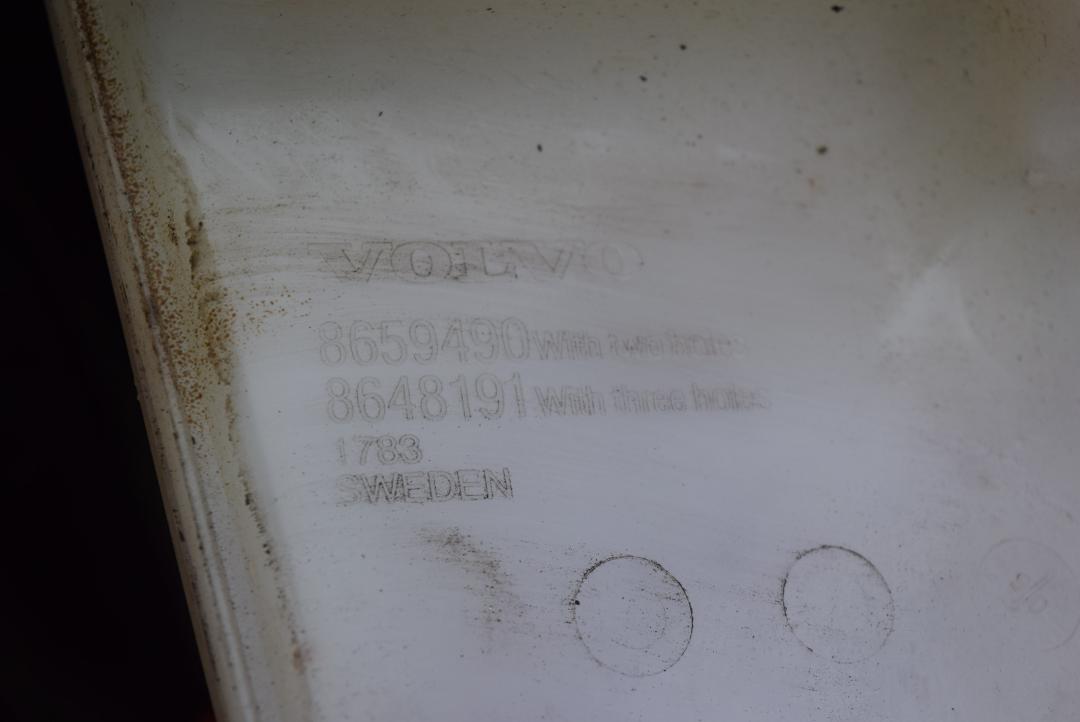 VOLVO
8659490 with two holes
8648191 with three holes
1783
SWEDEN